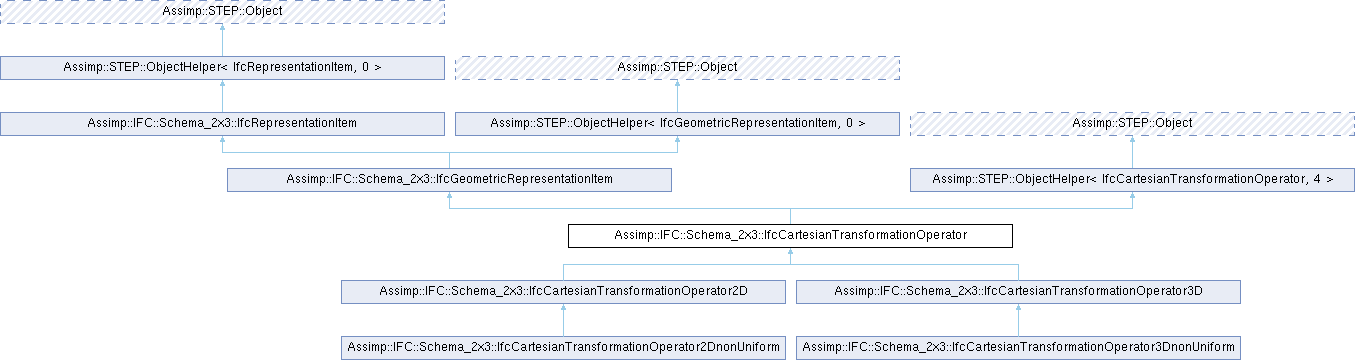 Assimp::STEP::Object
Assimp::STEP::ObjectHelper< IfcRepresentationItem, 0 >
Assimp::STEP::Object
Assimp::IFC::Schema_2x3::IfcRepresentationItem
Assimp::STEP::ObjectHelper< IfcGeometricRepresentationItem, 0 >
Assimp::STEP::Object
Assimp::IFC::Schema_2x3::IfcGeometricRepresentationItem
Assimp::STEP::ObjectHelper< IfcCartesianTransformationOperator, 4 >
Assimp::IFC::Schema_2x3::IfcCartesianTransformationOperator
Assimp::IFC::Schema_2x3::IfcCartesianTransformationOperator2D
Assimp::IFC::Schema_2x3::IfcCartesianTransformationOperator3D
Assimp::IFC::Schema_2x3::IfcCartesianTransformationOperator2DnonUniform
Assimp::IFC::Schema_2x3::IfcCartesianTransformationOperator3DnonUniform